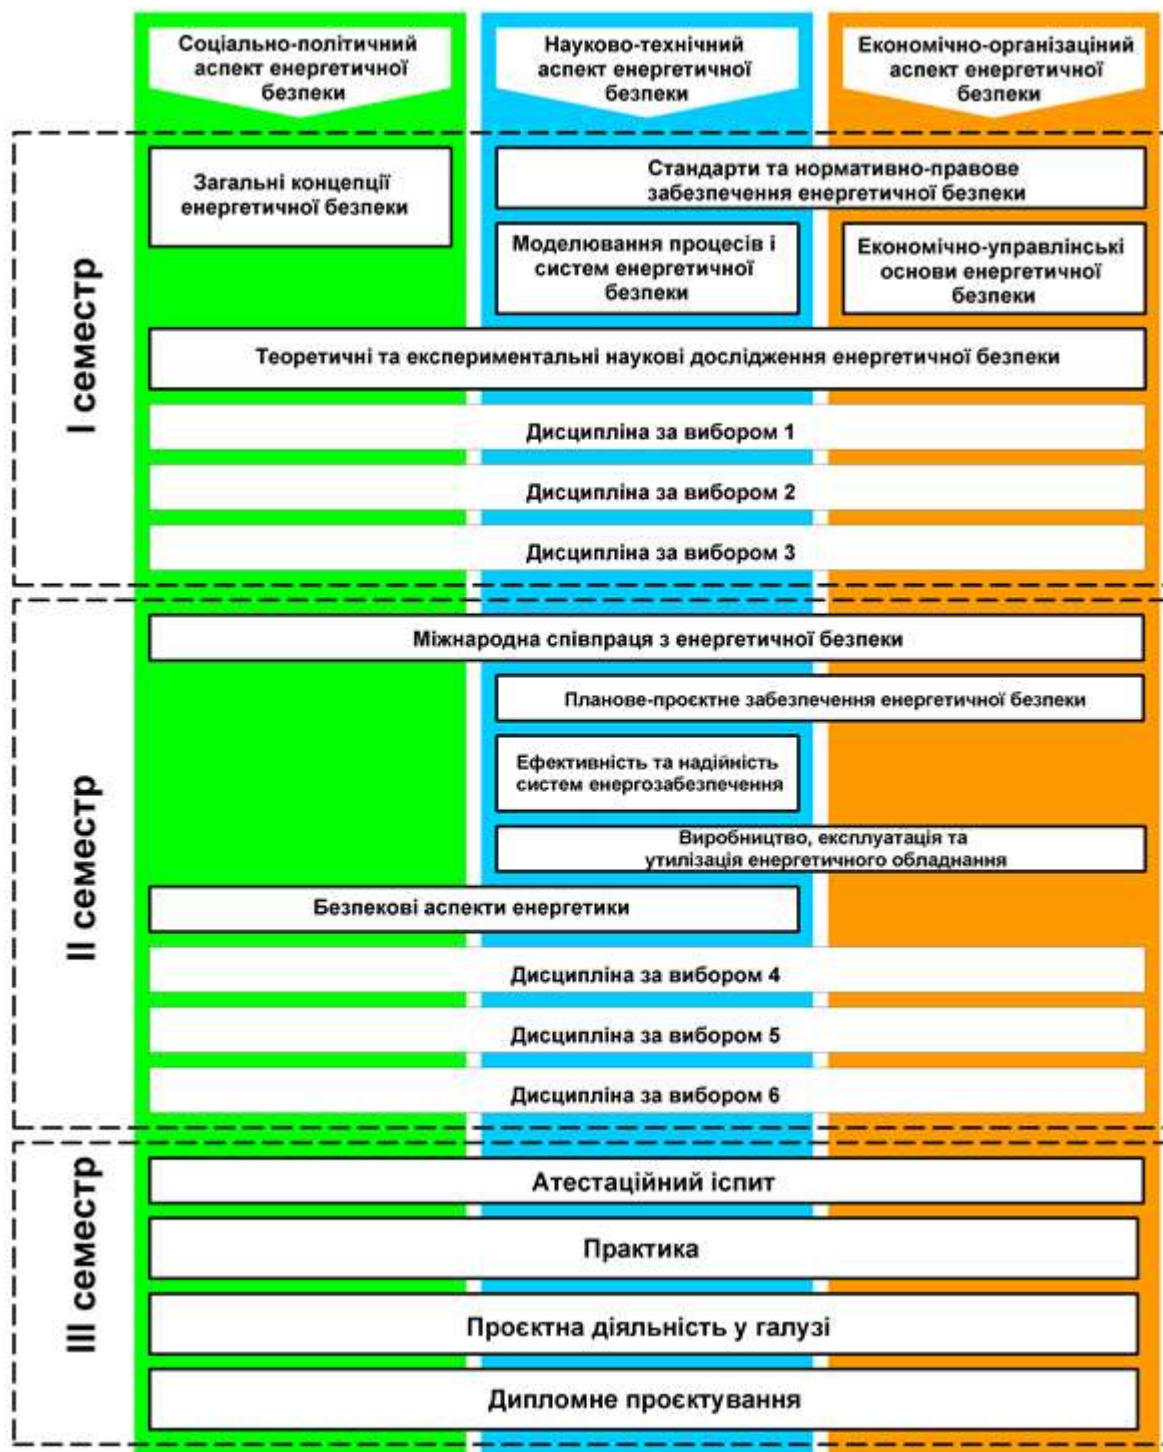 Соціально-політичний
аспект енергетичної
безпеки
Науково-технічний
аспект енергетичної
безпеки
Економічно-організаціний
аспект енергетичної
безпеки
І семестр
Загальні концепції
енергетичної безпеки
Стандарти та нормативно-правове
забезпечення енергетичної безпеки
Моделювання процесів і
систем енергетичної
безпеки
Економічно-управлінські
основи енергетичної
безпеки
Теоретичні та експериментальні наукові дослідження енергетичної безпеки
Дисципліна за вибором 1
Дисципліна за вибором 2
Дисципліна за вибором 3
ІІ семестр
Міжнародна співпраця з енергетичної безпеки
Планове-проєктне забезпечення енергетичної безпеки
Ефективність та надійність
систем енергозабезпечення
Виробництво, експлуатація та
утилізація енергетичного обладнання
Безпекові аспекти енергетики
Дисципліна за вибором 4
Дисципліна за вибором 5
Дисципліна за вибором 6
ІІІ семестр
Атестаційний іспит
Практика
Проєктна діяльність у галузі
Дипломне проєктування